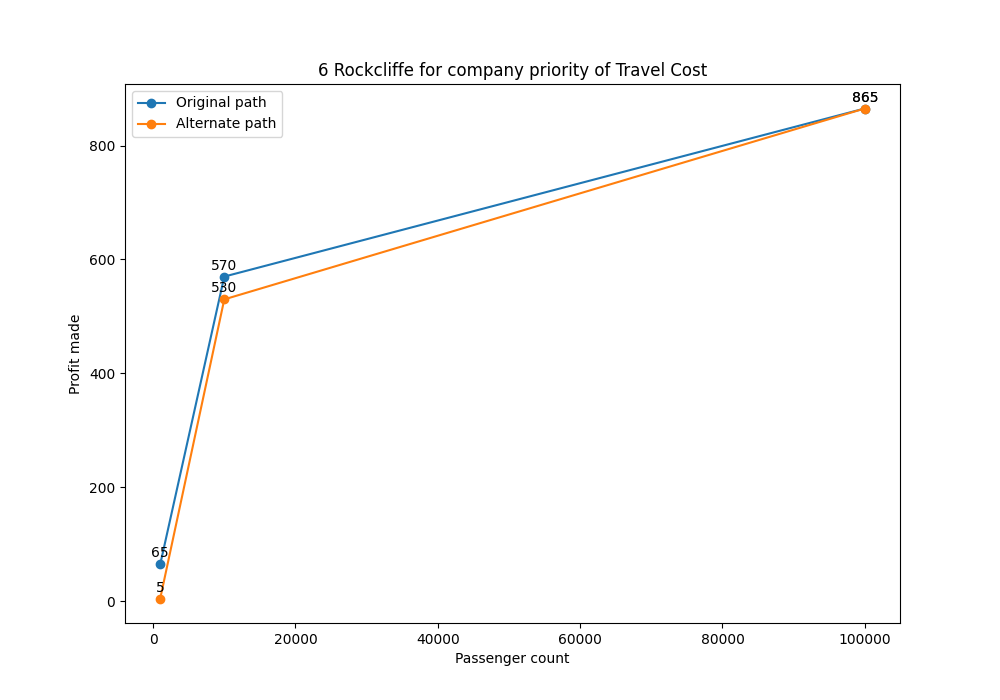 6 Rockcliffe for company priority of Travel Cost
Original path
Alternate path
865
800
600
570
530
400
200
65
5
0
Profit made
0 20000 40000 60000 80000 100000
Passenger count